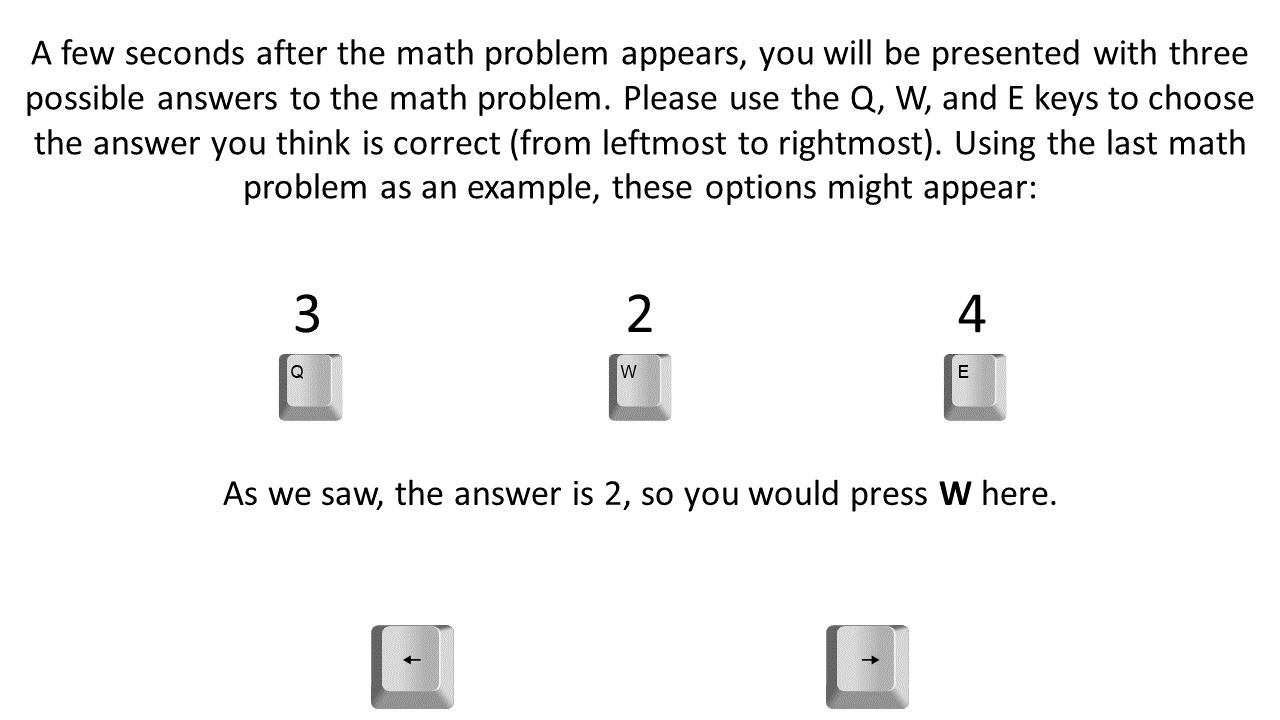 A few seconds after the math problem appears, you will be presented with three
possible answers to the math problem. Please use the Q, W, and E keys to choose
the answer you think is correct (from leftmost to rightmost). Using the last math
problem as an example, these options might appear:
3 2 4
Q W E
As we saw, the answer is 2, so you would press W here.
← →